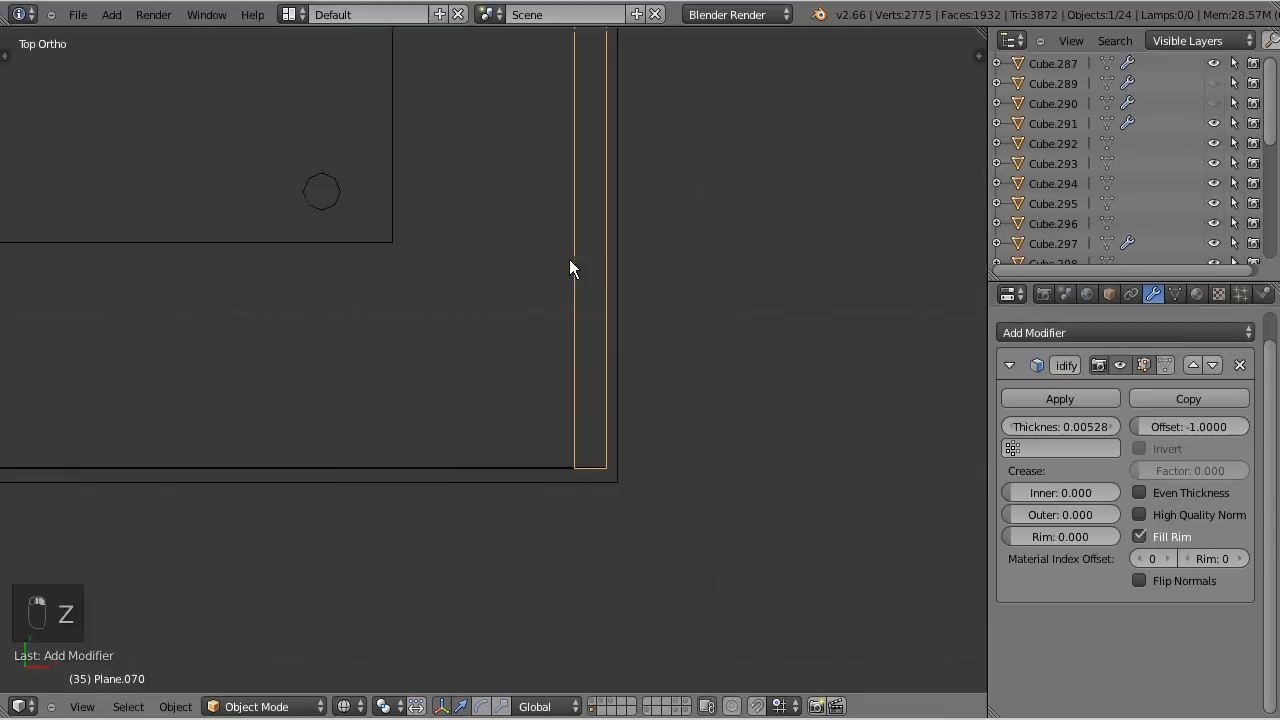 File Add Render Window Help Default Scene Blender Render v2.66 | Verts:2775 | Faces:1932 | Tris:3872 | Objects:1/24 | Lamps:0/0 | Mem:28.57M
Top Ortho
View Search Visible Layers
Cube.287
Cube.289
Cube.290
Cube.291
Cube.292
Cube.293
Cube.294
Cube.295
Cube.296
Cube.297
Cube.298
Add Modifier
idify
Apply Copy
Thicknes: 0.00528 Offset: -1.0000
Invert
Crease: Factor: 0.000
Inner: 0.000 Even Thickness
Outer: 0.000 High Quality Norm
Rim: 0.000 Fill Rim
Material Index Offset: 0 Rim: 0
Flip Normals
Z
y
Last: Add Modifier
(35) Plane.070
View Select Object Object Mode Global